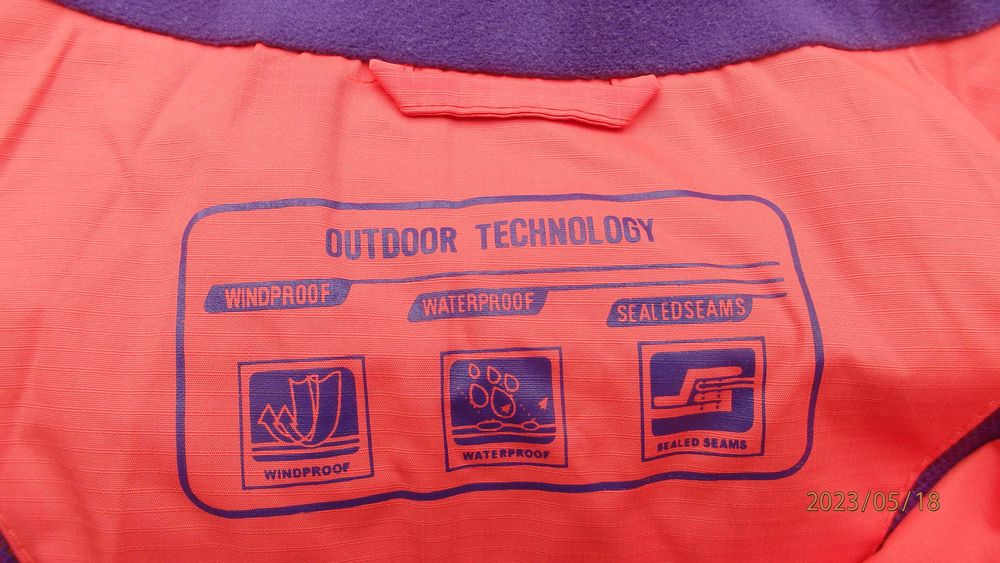 OUTDOOR TECHNOLOGY
WINDPROOF
WATERPROOF
SEALEDSEAMS
WINDPROOF
WATERPROOF
SEALED SEAMS
2023/05/18